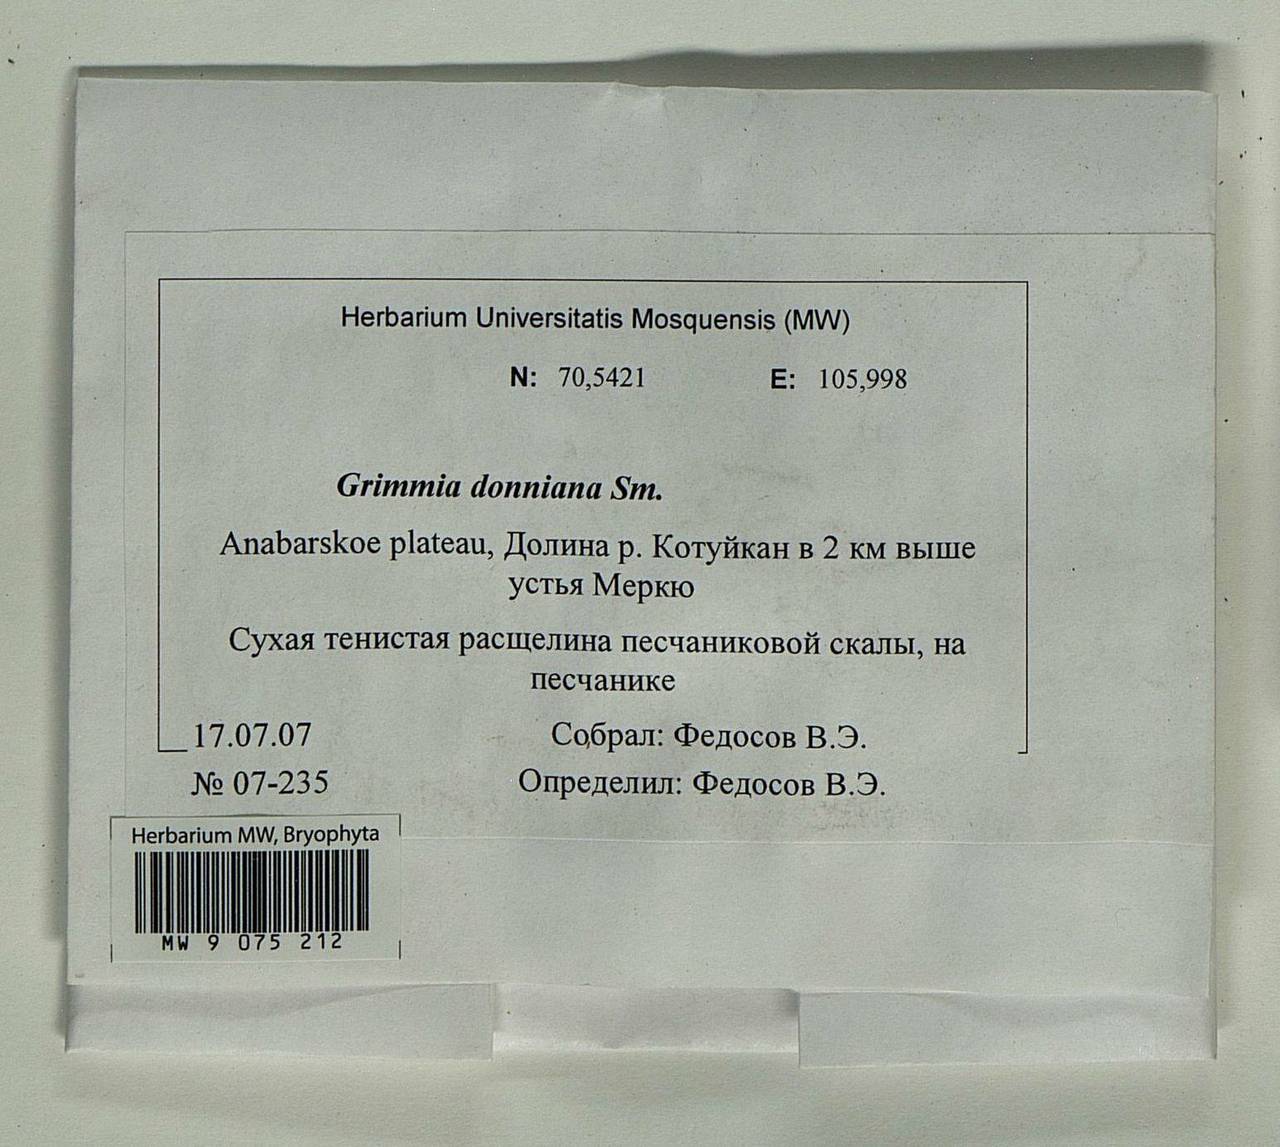 Herbarium Universitatis Mosquensis (MW)
N: 70,5421 E: 105,998
Grimmia donniana Sm.
Anabarskoe plateau, Долина р. Котуйкан в 2 км выше
устья Меркю
Сухая тенистая расщелина песчаниковой скалы, на
песчанике
17.07.07 Собрал: Федосов В.Э.
№ 07-235 Определил: Федосов В.Э.
Herbarium MW, Bryophyta
MW 9 075 212